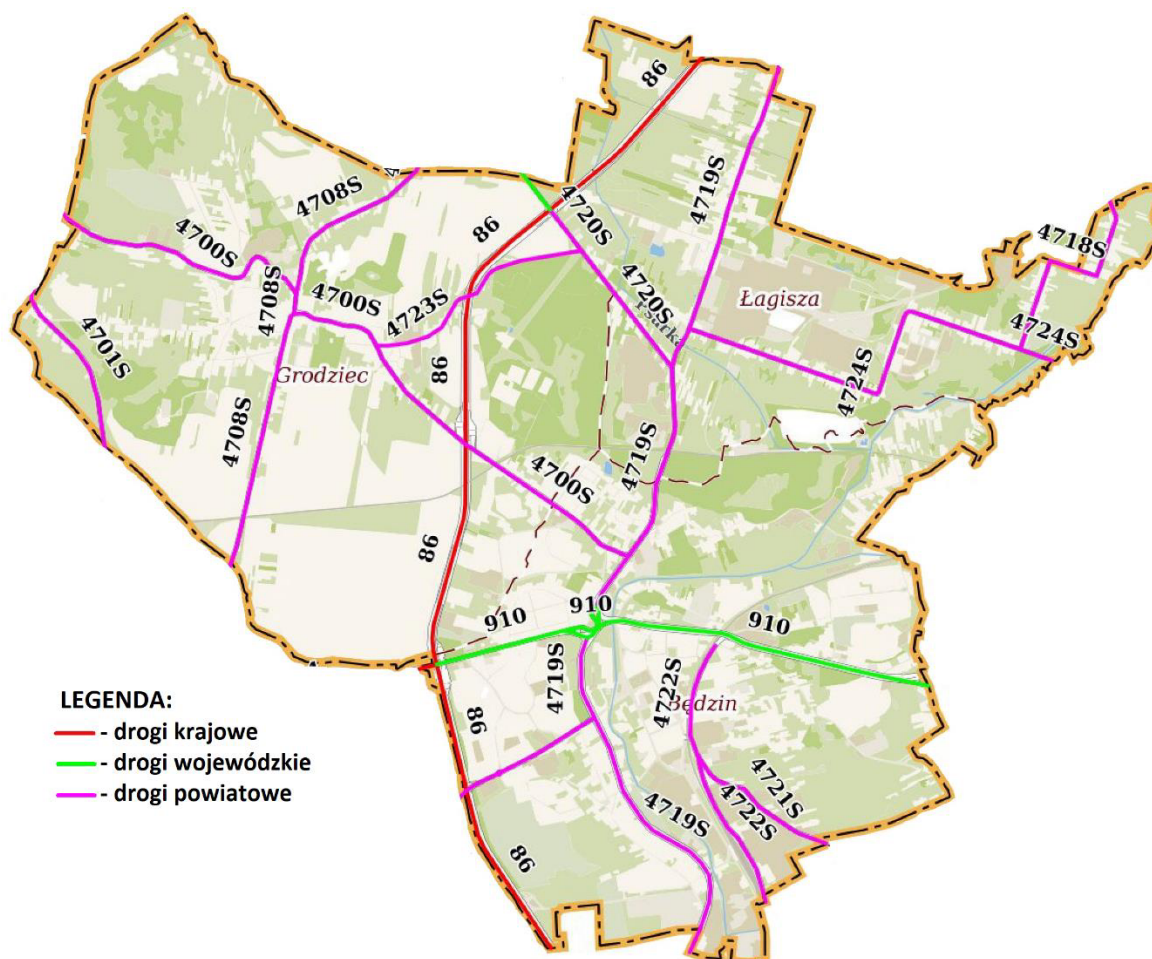 86
4719S
4708S
4720S
4718S
4700S
86
4720S
4708S
4700S
4723S
Psarka
Łagisza
4724S
4701S
86
Grodziec
4724S
4708S
4719S
4700S
86
910
910
910
4719S
4722S
Będzin
86
LEGENDA:
- drogi krajowe
- drogi wojewódzkie
- drogi powiatowe
4721S
4719S
4722S
86